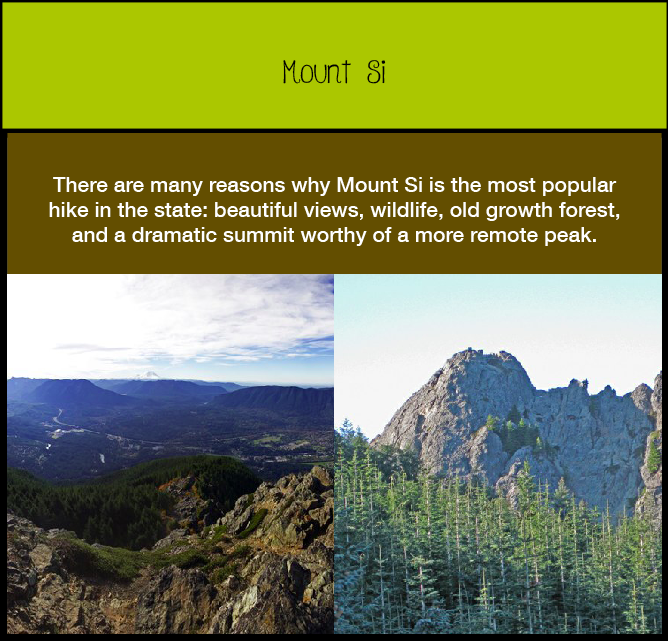 Mount Si
There are many reasons why Mount Si is the most popular
hike in the state: beautiful views, wildlife, old growth forest,
and a dramatic summit worthy of a more remote peak.